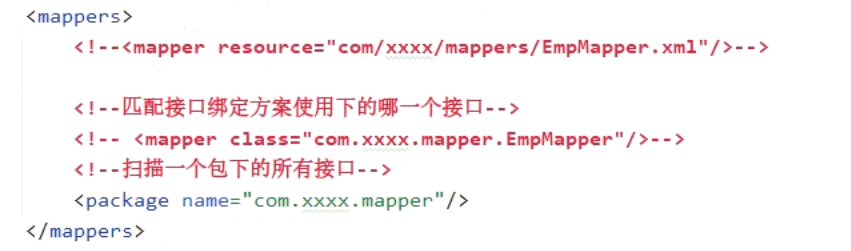 <mappers>
<!--<mapper resource="com/xxxx/mappers/EmpMapper.xml"/>-->
<!--匹配接口绑定方案使用下的哪一个接口-->
<!-- <mapper class="com.xxxx.mapper.EmpMapper"/>-->
<!--扫描一个包下的所有接口-->
<package name="com.xxxx.mapper"/>
</mappers>